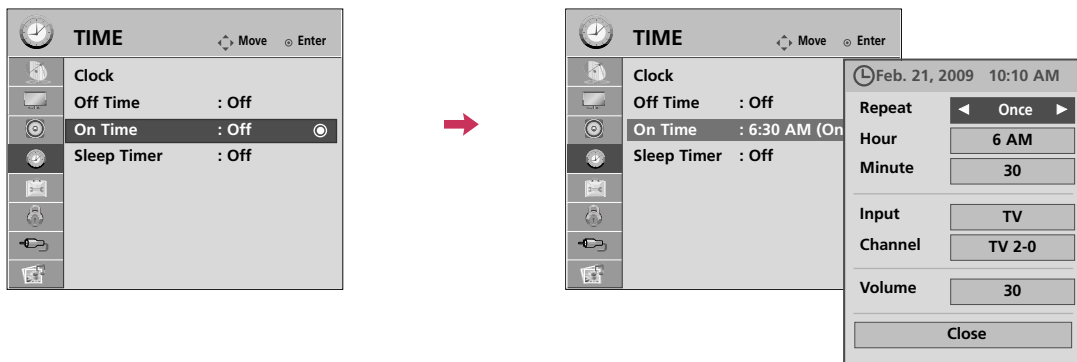 TIME Move Enter
Clock
Off Time : Off
On Time : Off
Sleep Timer : Off
TIME Move Enter
Clock
Off Time : Off
On Time : 6:30 AM (On
Sleep Timer : Off
Feb. 21, 2009 10:10 AM
Repeat ◀ Once ▶
Hour 6 AM
Minute 30
Input TV
Channel TV 2-0
Volume 30
Close